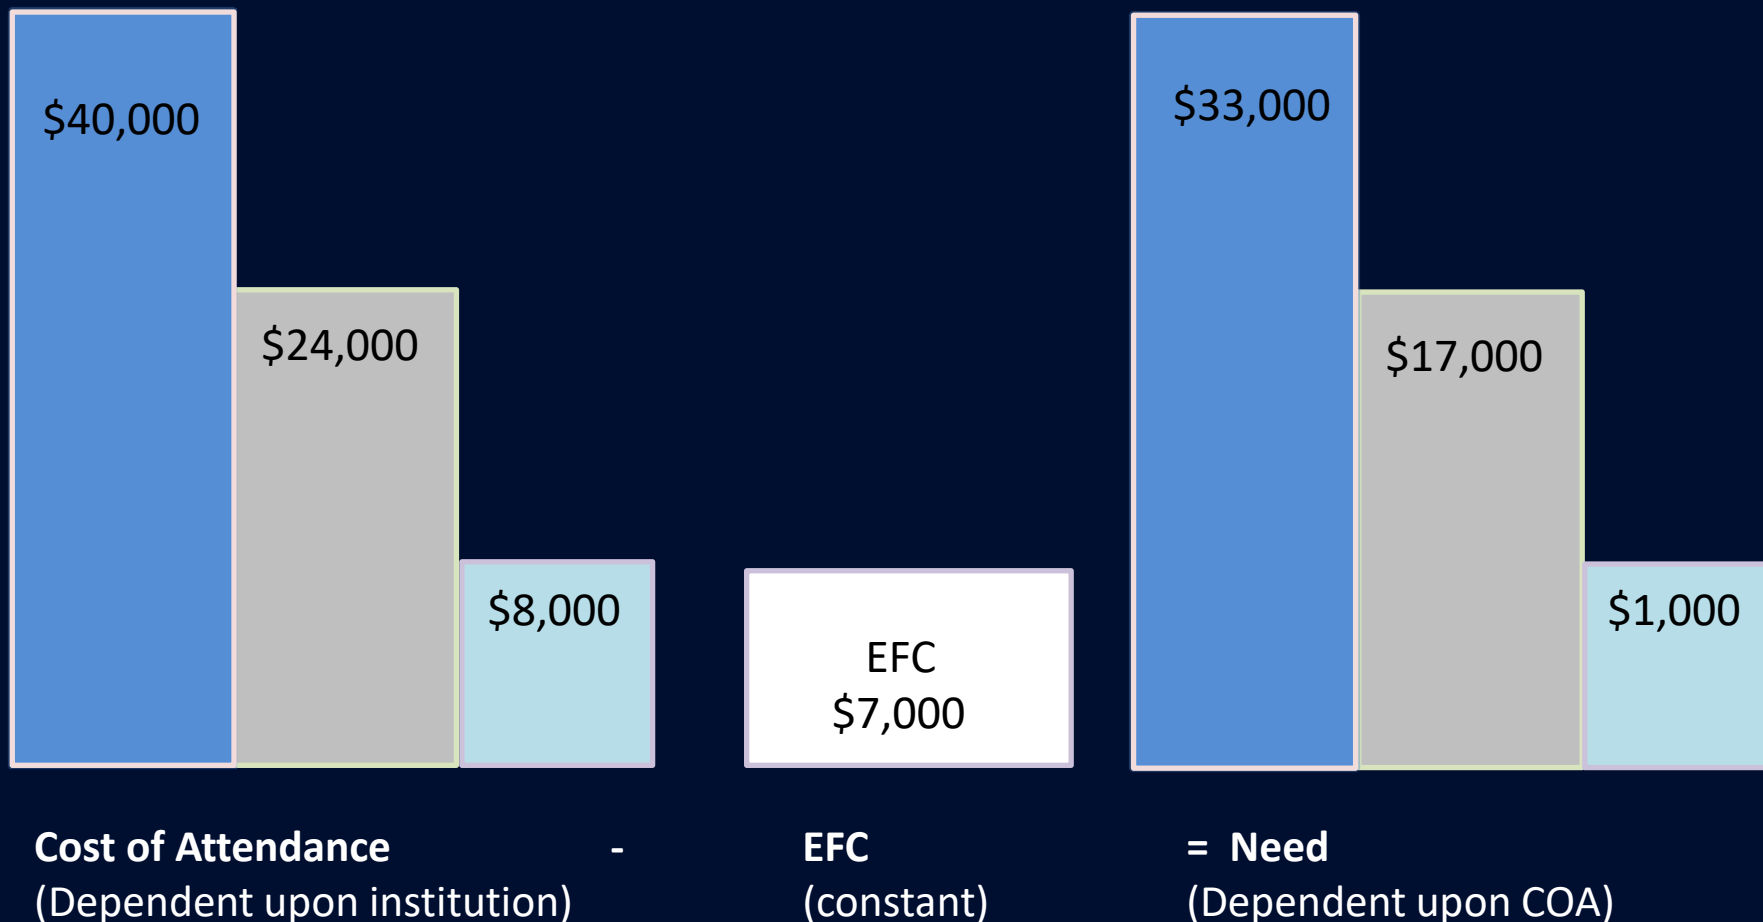 $40,000
$24,000
$8,000
EFC
$7,000
$33,000
$17,000
$1,000
Cost of Attendance - EFC = Need
(Dependent upon institution) (constant) (Dependent upon COA)